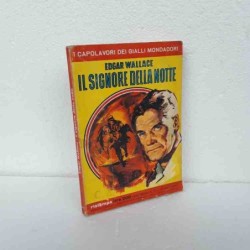 I CAPOLAVORI DEI GIALLI MONDADORI
EDGAR WALLACE
IL SIGNORE DELLA NOTTE